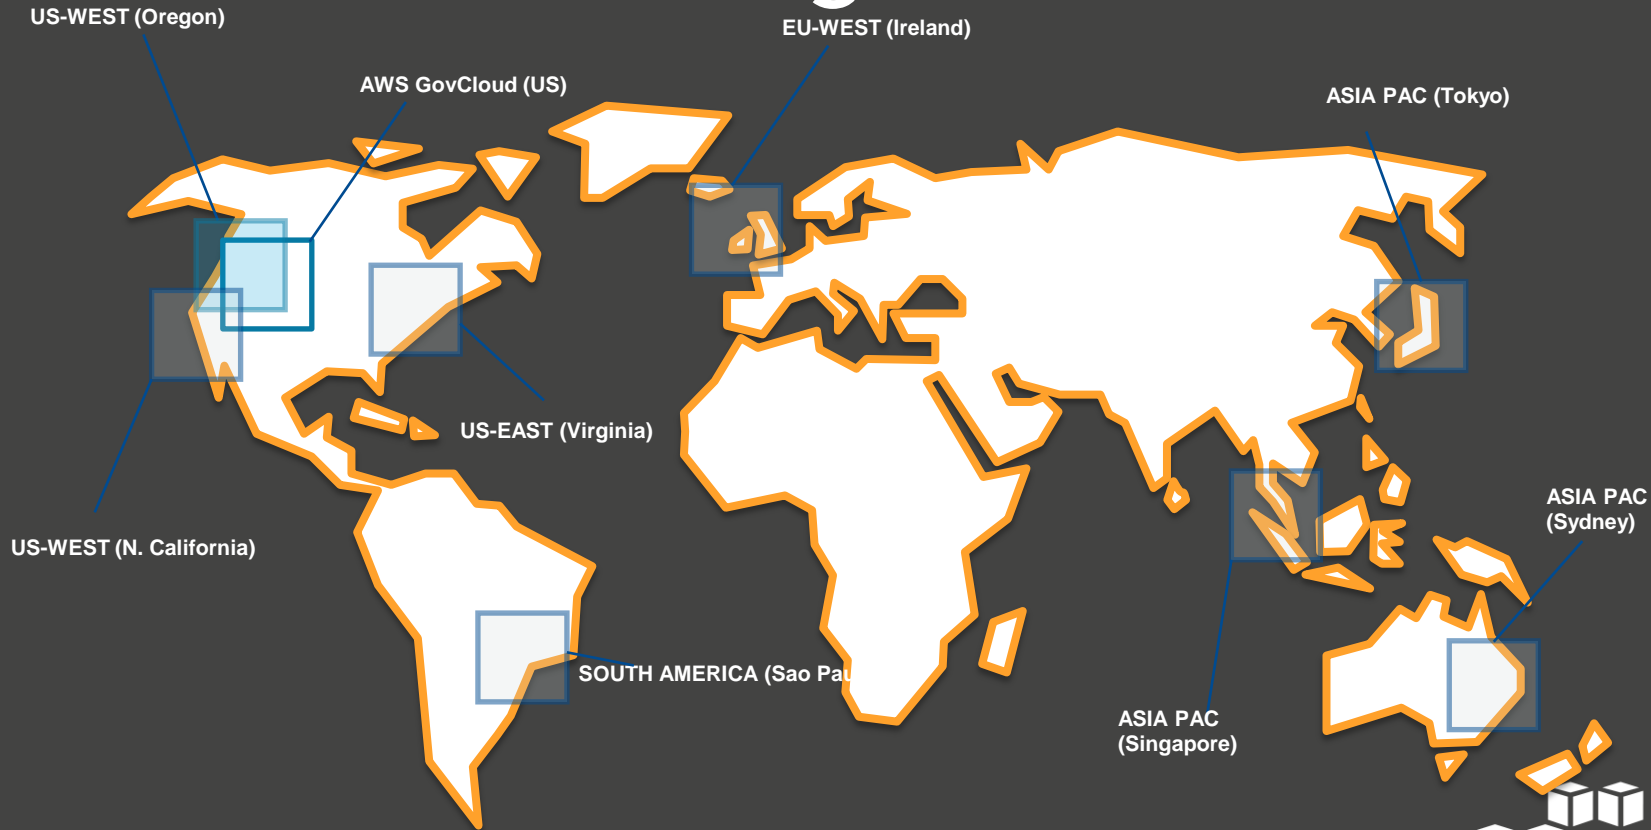 US-WEST (Oregon)
EU-WEST (Ireland)
AWS GovCloud (US)
ASIA PAC (Tokyo)
US-EAST (Virginia)
ASIA PAC
(Sydney)
US-WEST (N. California)
SOUTH AMERICA (Sao Pau
ASIA PAC
(Singapore)